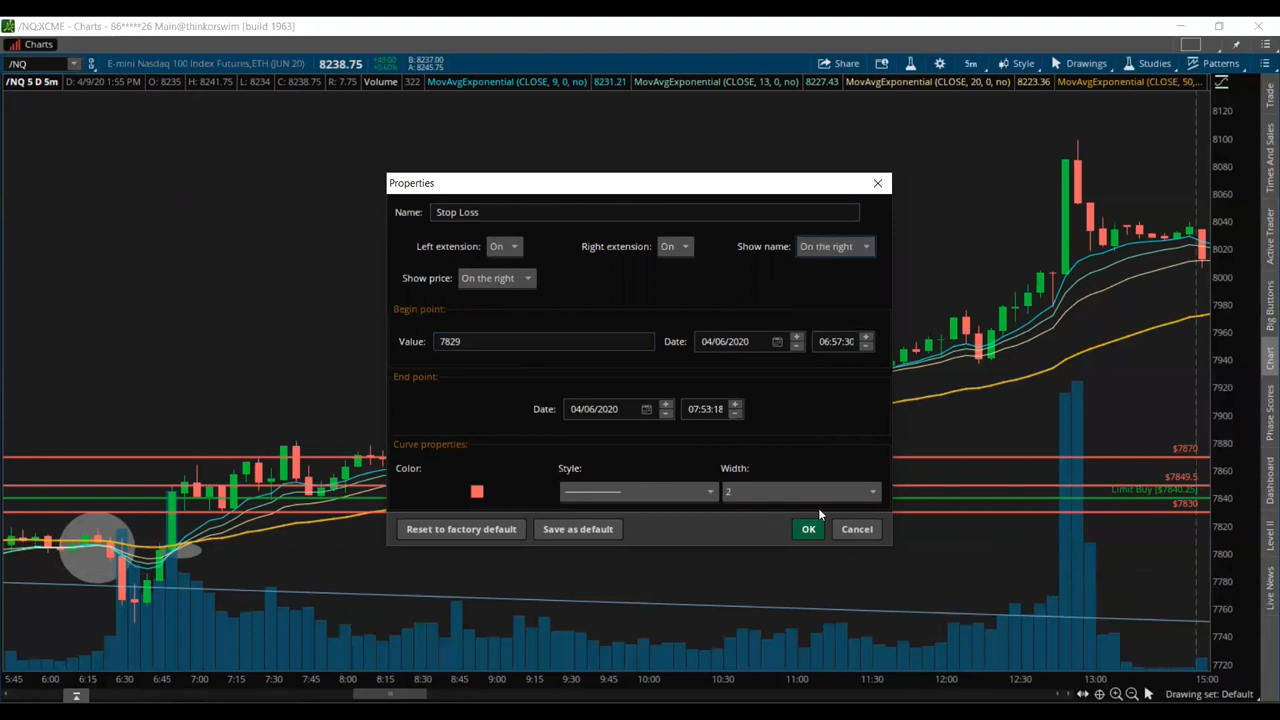 /NQ:XCME - Charts - 86*****26 Main@thinkorswim [build 1963]
Charts
/NQ E-mini Nasdaq 100 Index Futures,ETH (JUN 20) 8238.75 +49.00 +0.60% B: 8237.00 A: 8245.75 Share 5m Style Drawings Studies Patterns
/NQ 5 D 5m D: 4/9/20 1:55 PM O: 8235 H: 8241.75 L: 8234 C: 8238.75 R: 7.75 Volume 322 MovAvgExponential (CLOSE, 9, 0, no) 8231.21 MovAvgExponential (CLOSE, 13, 0, no) 8227.43 MovAvgExponential (CLOSE, 20, 0, no) 8223.36 MovAvgExponential (CLOSE, 50,...
Properties
Name: Stop Loss
Left extension: On Right extension: On Show name: On the right
Show price: On the right
Begin point:
Value: 7829 Date: 04/06/2020 06:57:30
End point:
Date: 04/06/2020 07:53:18
Curve properties:
Color: Style: Width:
2
Reset to factory default Save as default OK Cancel
8120
8100
8080
8060
8040
8020
8000
7980
7960
7940
7920
7900
7880
7860
7840
7820
7800
7780
7760
7740
7720
$7870
$7849.5
Limit Buy ($7840.25)
$7830
Trade
Times And Sales
Active Trader
Big Buttons
Chart
Phase Scores
Dashboard
Level II
Live News
5:45 6:00 6:15 6:30 6:45 7:00 7:15 7:30 7:45 8:00 8:15 8:30 8:45 9:00 9:15 9:30 9:45 10:00 10:30 11:00 11:30 12:00 12:30 13:00 15:00
Drawing set: Default